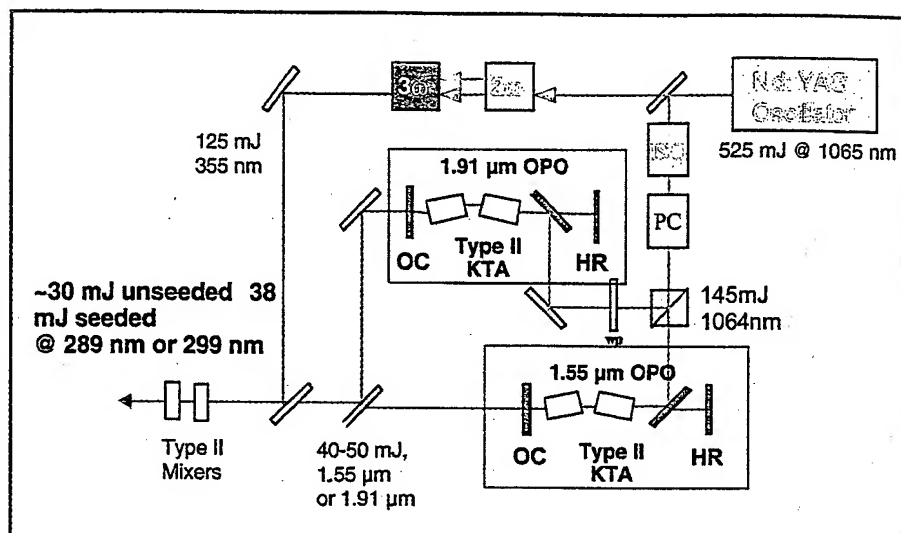 3ω
2ω
Nd:YAG
Oscillator
125 mJ
355 nm
ISO
525 mJ @ 1065 nm
1.91 µm OPO
PC
OC
Type II
KTA
HR
~30 mJ unseeded 38
mJ seeded
@ 289 nm or 299 nm
145mJ
1064nm
wp
1.55 µm OPO
OC
Type II
KTA
HR
Type II
Mixers
40-50 mJ,
1.55 µm
or 1.91 µm